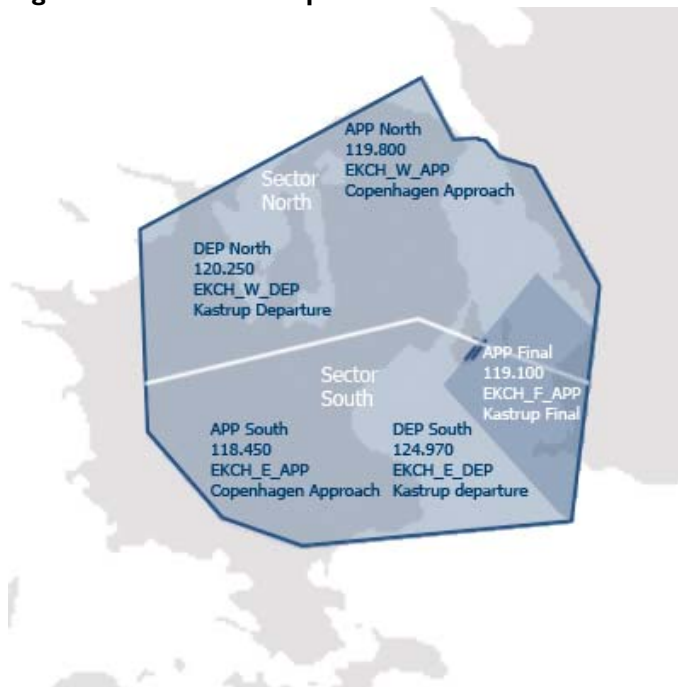 APP North
119.800
EKCH_W_APP
Copenhagen Approach
Sector
North
DEP North
120.250
EKCH_W_DEP
Kastrup Departure
APP Final
119.100
EKCH_F_APP
Kastrup Final
Sector
South
APP South
118.450
EKCH_E_APP
Copenhagen Approach
DEP South
124.970
EKCH_E_DEP
Kastrup departure